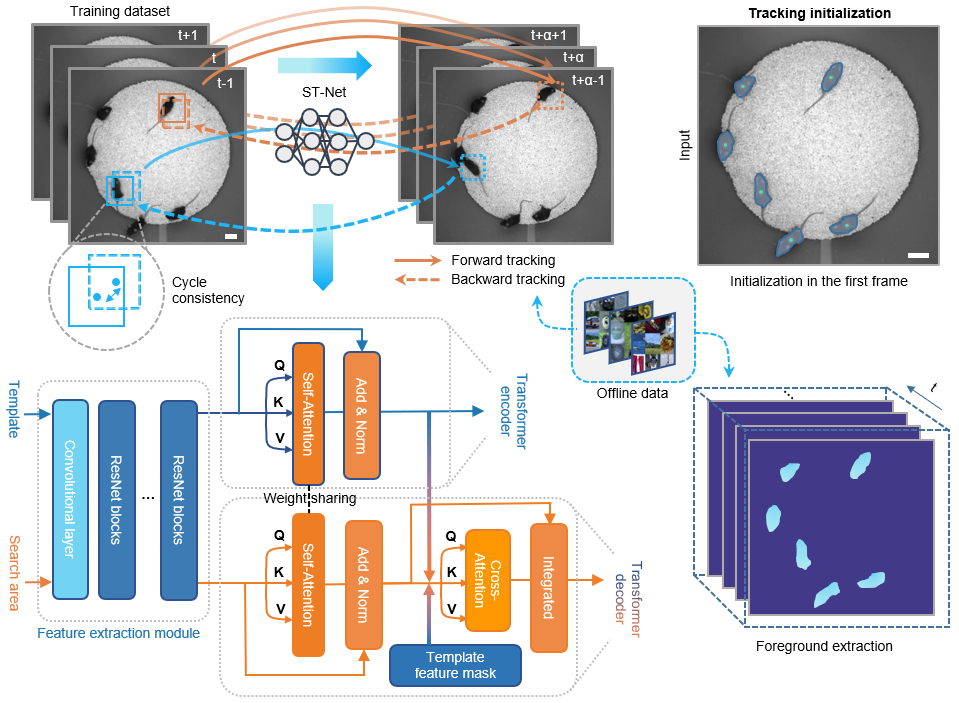 Training dataset
t+1
t
t-1
ST-Net
t+α+1
t+α
t+α-1
Tracking initialization
Input
Initialization in the first frame
Cycle
consistency
Forward tracking
Backward tracking
Offline data
Template
Search area
Convolutional layer
ResNet blocks
...
ResNet blocks
Feature extraction module
Q
K
V
Self-Attention
Add & Norm
Transformer
encoder
Weight sharing
Q
K
V
Self-Attention
Add & Norm
Q
K
V
Cross-
Attention
Integrated
Template
feature mask
Transformer
decoder
...
t
Foreground extraction